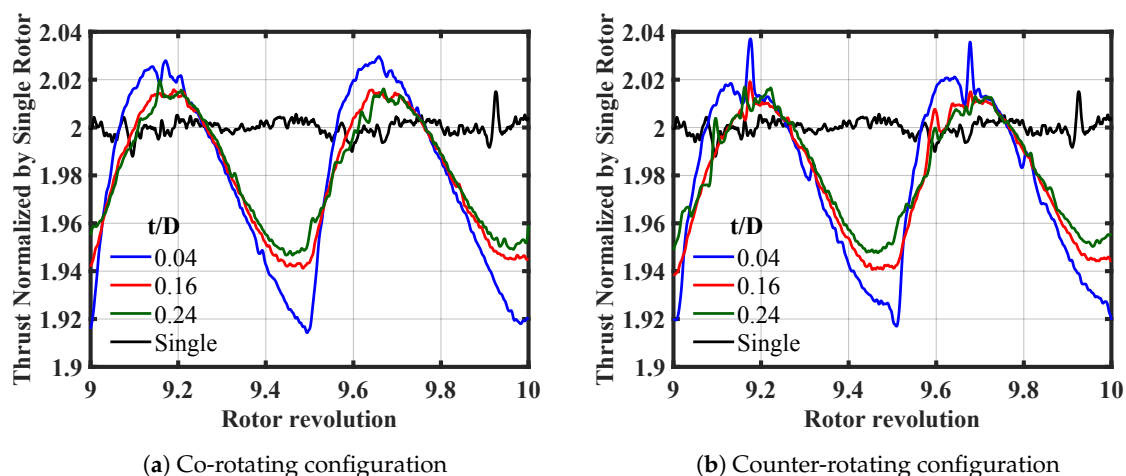 Thrust Normalized by Single Rotor
2.04
2.02
2
1.98
1.96
1.94
1.92
1.9
t/D
0.04
0.16
0.24
Single
9 9.2 9.4 9.6 9.8 10
Rotor revolution
(a) Co-rotating configuration
Thrust Normalized by Single Rotor
2.04
2.02
2
1.98
1.96
1.94
1.92
1.9
t/D
0.04
0.16
0.24
Single
9 9.2 9.4 9.6 9.8 10
Rotor revolution
(b) Counter-rotating configuration